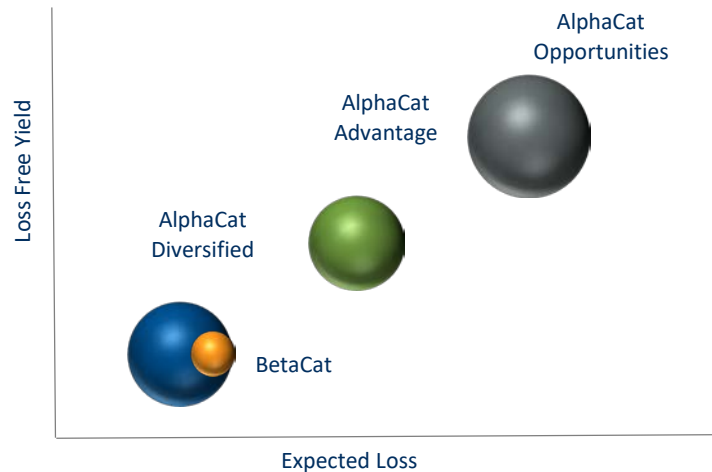 AlphaCat
Opportunities
AlphaCat
Advantage
AlphaCat
Diversified
BetaCat
Loss Free Yield
Expected Loss